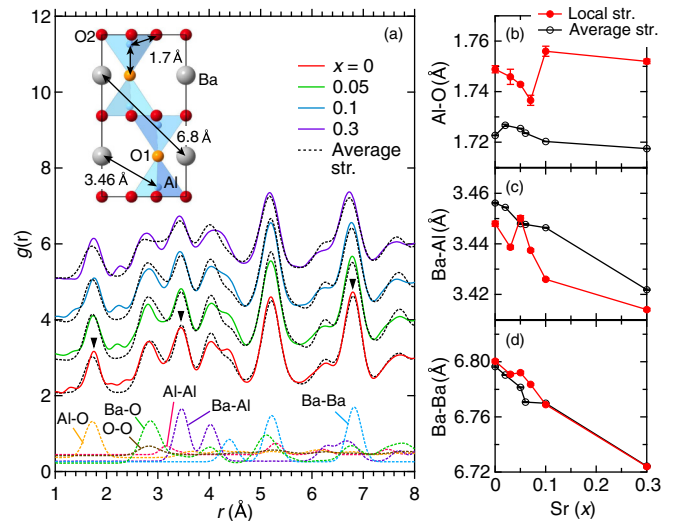 (a)
O2
1.7 Å
Ba
6.8 Å
O1
3.46 Å
Al
x = 0
0.05
0.1
0.3
Average
str.
12
10
8
6
4
2
0
g(r)
Al-O
Ba-O
O-O
Al-Al
Ba-Al
Ba-Ba
1 2 3 4 5 6 7 8
r (Å)
Local str.
Average str.
(b)
1.76
1.72
Al-O (Å)
(c)
3.46
3.44
3.42
Ba-Al (Å)
(d)
6.80
6.76
6.72
Ba-Ba (Å)
0.0 0.1 0.2 0.3
Sr (x)